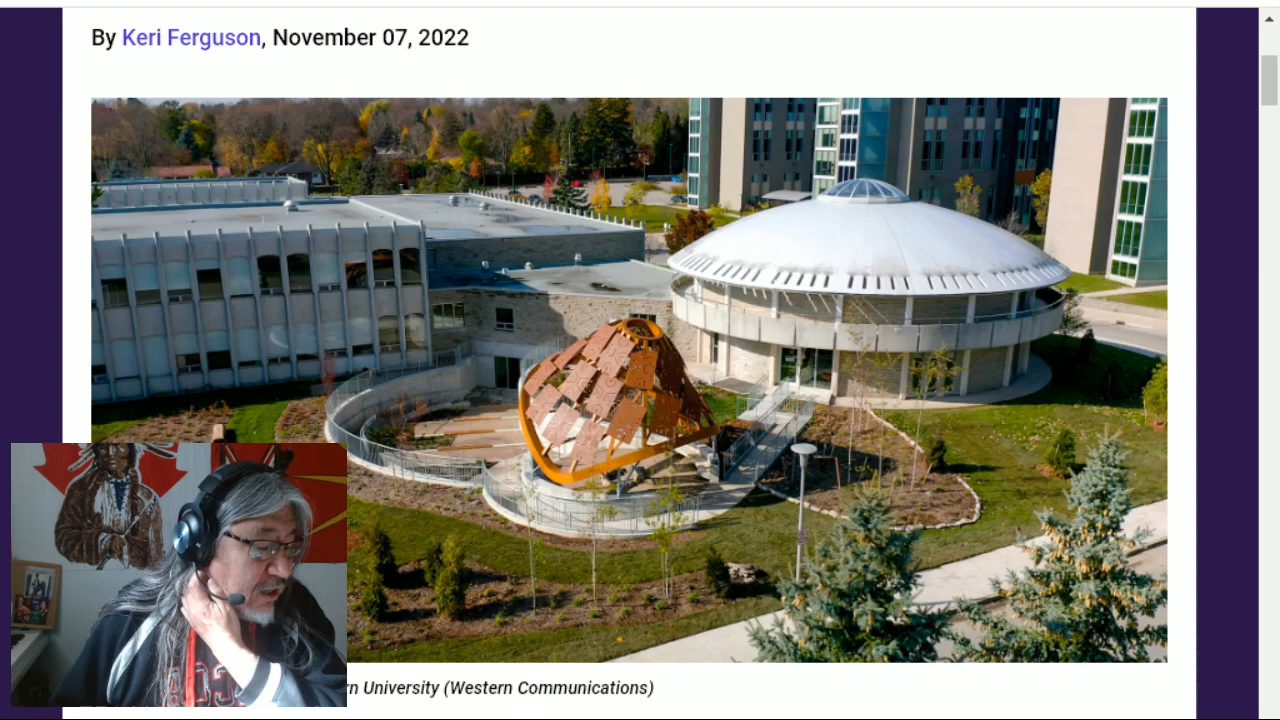 By Keri Ferguson, November 07, 2022
rn University (Western Communications)